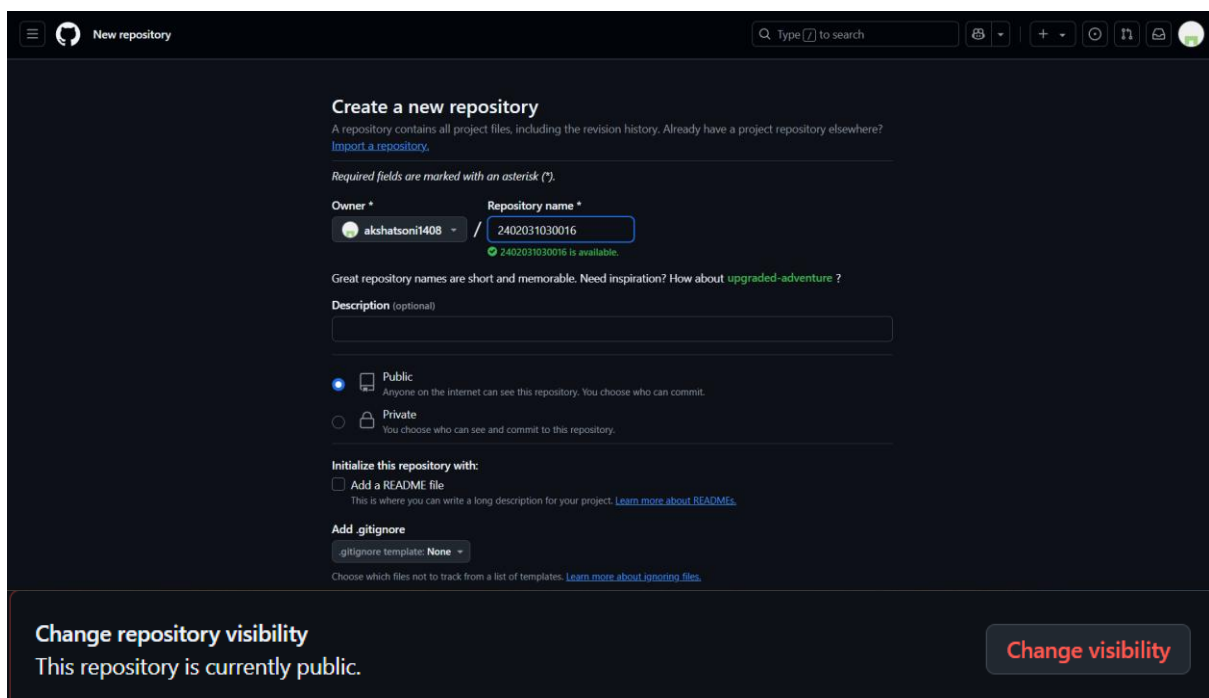 New repository
Type / to search
Create a new repository
A repository contains all project files, including the revision history. Already have a project repository elsewhere?
Import a repository.
Required fields are marked with an asterisk (*).
Owner * Repository name *
akshatsoni1408 / 2402031030016
2402031030016 is available.
Great repository names are short and memorable. Need inspiration? How about upgraded-adventure ?
Description (optional)
Public
Anyone on the internet can see this repository. You choose who can commit.
Private
You choose who can see and commit to this repository.
Initialize this repository with:
Add a README file
This is where you can write a long description for your project. Learn more about READMEs.
Add .gitignore
.gitignore template: None
Choose which files not to track from a list of templates. Learn more about ignoring files.
Change repository visibility
This repository is currently public.
Change visibility